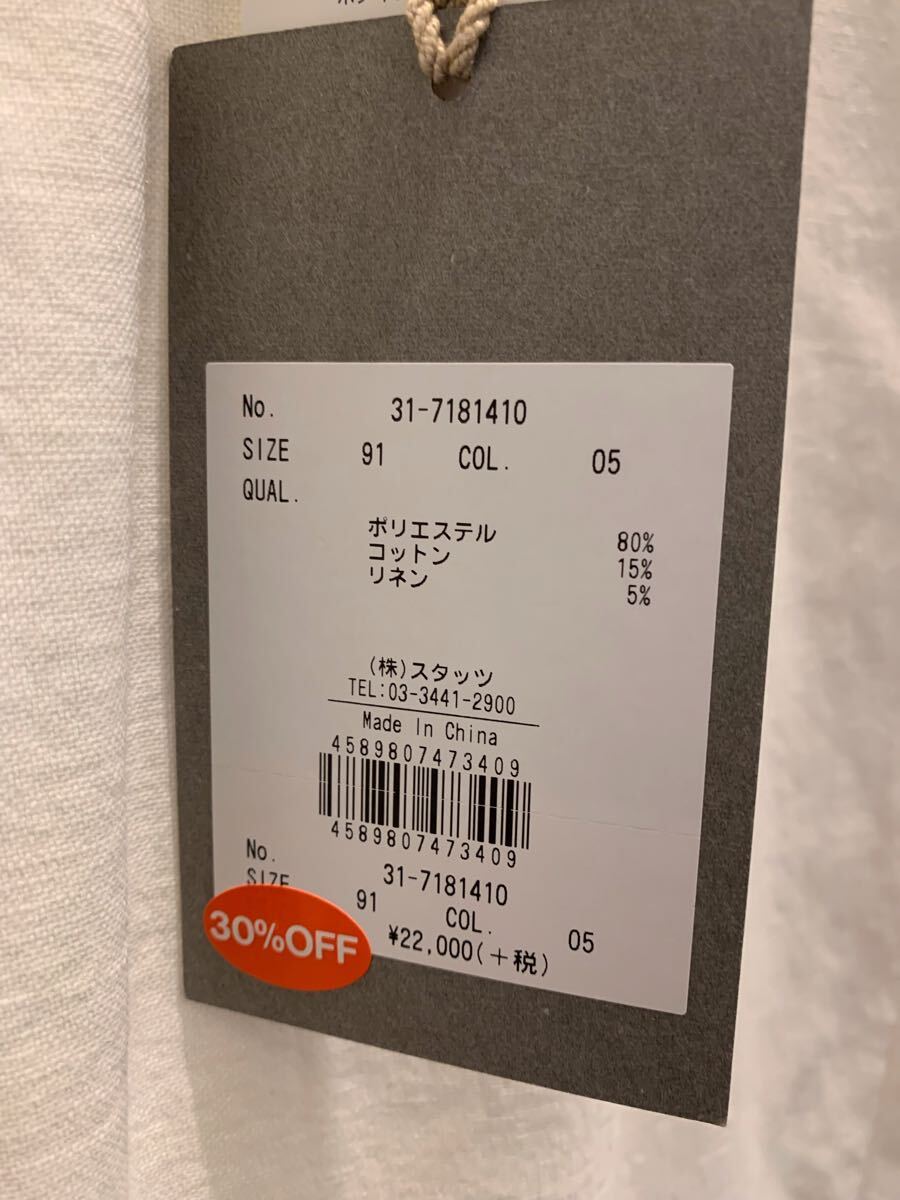 No. 31-7181410
SIZE 91 COL. 05
QUAL.
ポリエステル 80%
コットン 15%
リネン 5%
(株)スタッツ
TEL:03-3441-2900
Made In China
4589807473409
4589807473409
No. 31-7181410
SIZE 91 COL. 05
30%OFF
¥22,000(+税)